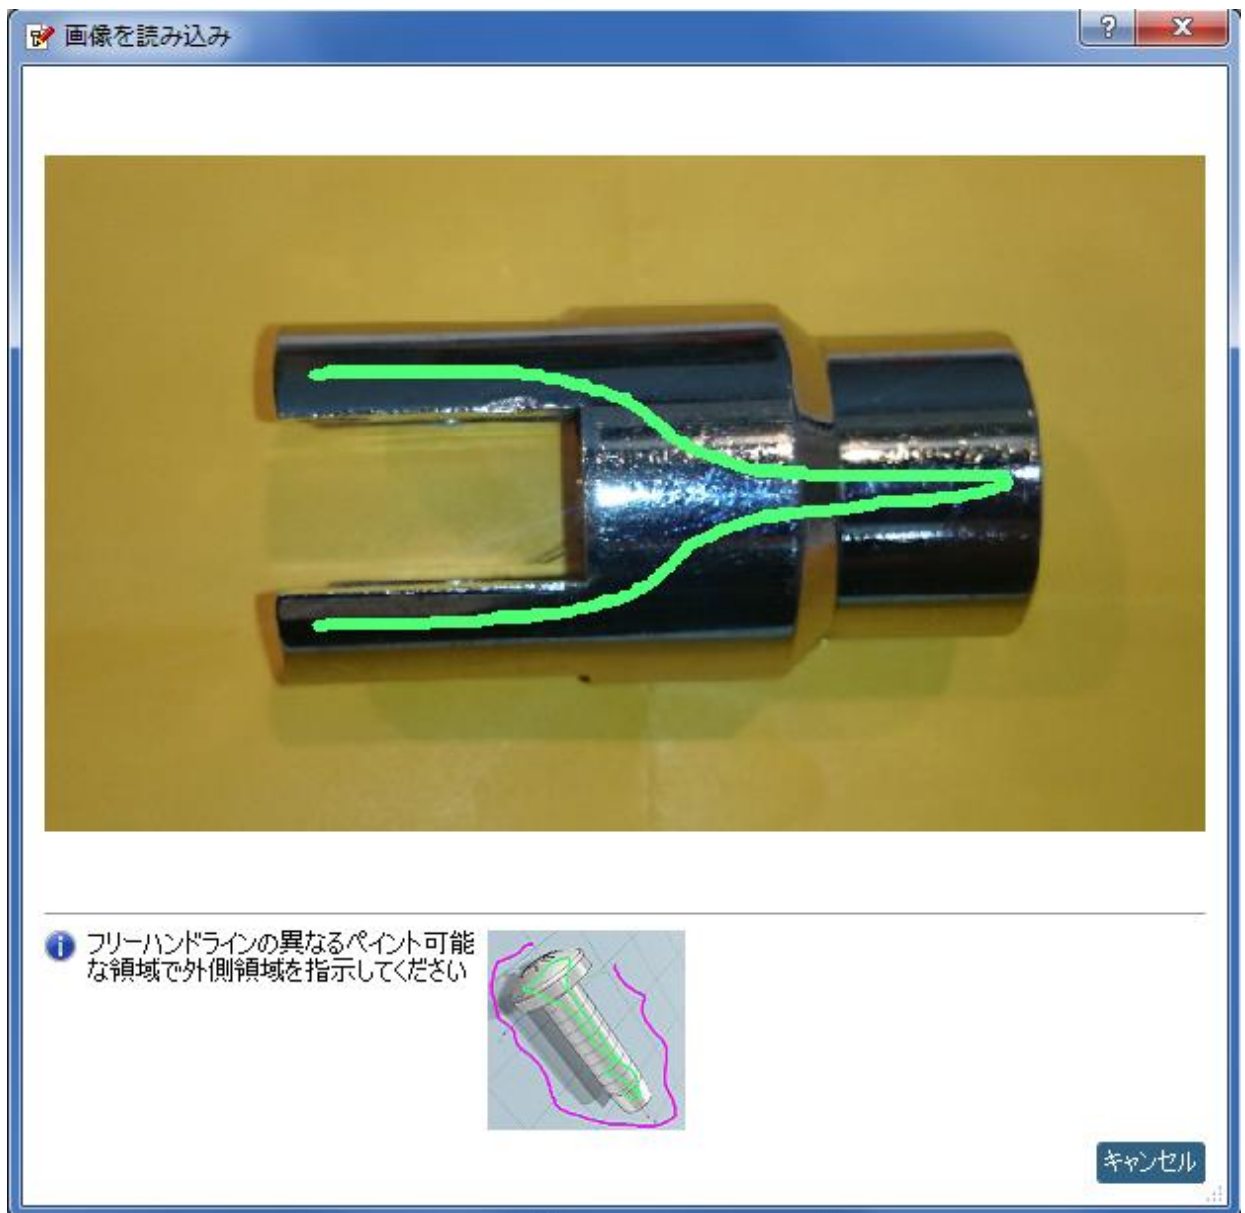 画像を読み込み
フリーハンドラインの異なるペイント可能
な領域で外側領域を指示してください
キャンセル